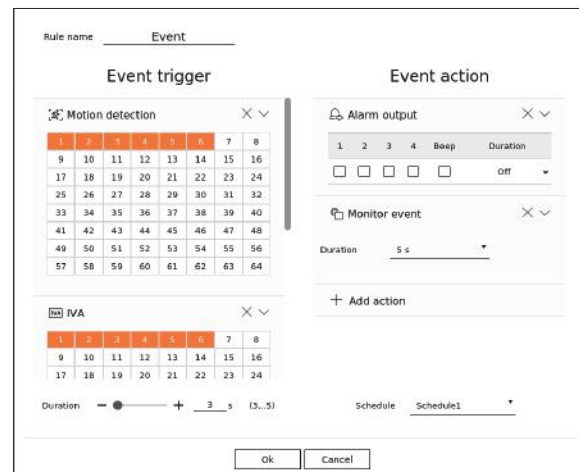 Rule name Event
Event trigger
Motion detection
1 2 3 4 5 6 7 8
9 10 11 12 13 14 15 16
17 18 19 20 21 22 23 24
25 26 27 28 29 30 31 32
33 34 35 36 37 38 39 40
41 42 43 44 45 46 47 48
49 50 51 52 53 54 55 56
57 58 59 60 61 62 63 64
IVA IVA
1 2 3 4 5 6 7 8
9 10 11 12 13 14 15 16
17 18 19 20 21 22 23 24
Duration − + 3 s (3...5)
Event action
Alarm output
1 2 3 4 Beep Duration
Off
Monitor event
Duration 5 s
+ Add action
Schedule Schedule1
Ok Cancel